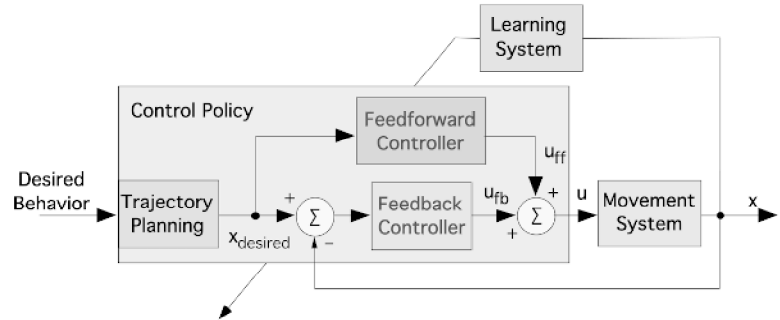 Learning
System
Control Policy
Feedforward
Controller
u_ff
Desired
Behavior
Trajectory
Planning
x_desired
+
Σ
−
Feedback
Controller
u_fb
+
+
Σ
u
Movement
System
x